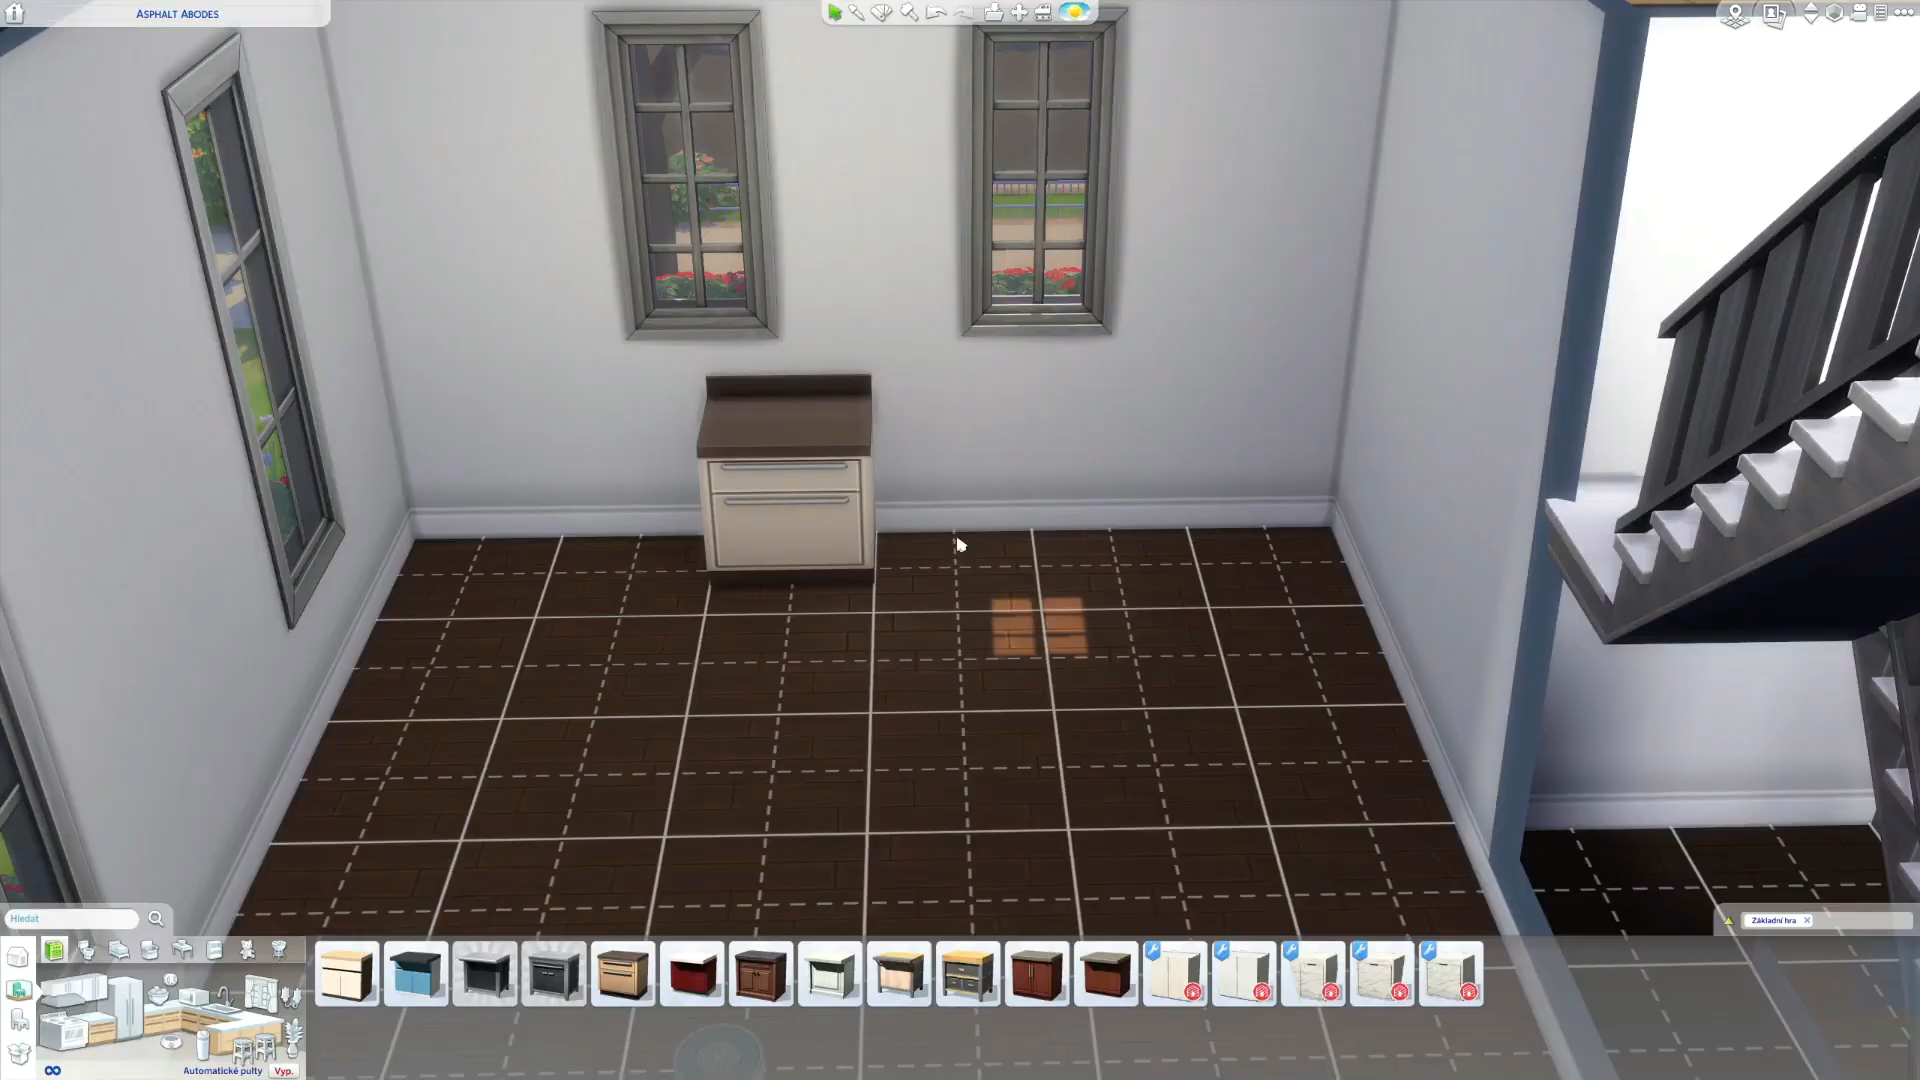 ASPHALT ABODES
Hledat
Základní hra
Automatické pulty
Vyp.